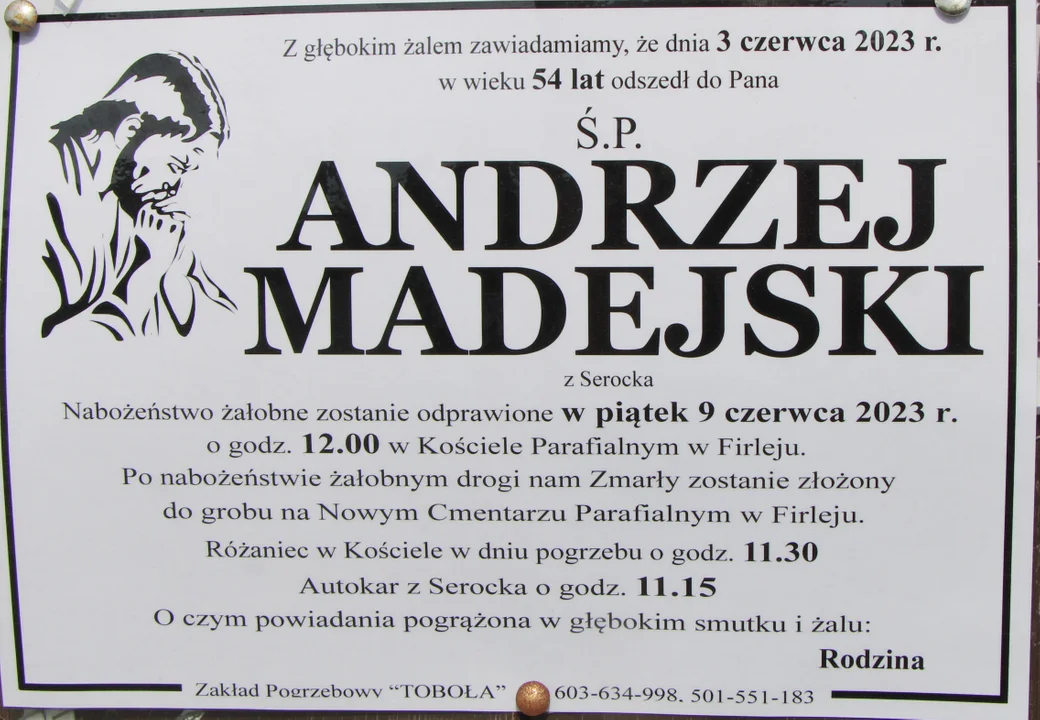 Z głębokim żalem zawiadamiamy, że dnia 3 czerwca 2023 r.
w wieku 54 lat odszedł do Pana
Ś.P.
ANDRZEJ
MADEJSKI
z Serocka
Nabożeństwo żałobne zostanie odprawione w piątek 9 czerwca 2023 r.
o godz. 12.00 w Kościele Parafialnym w Firleju.
Po nabożeństwie żałobnym drogi nam Zmarły zostanie złożony
do grobu na Nowym Cmentarzu Parafialnym w Firleju.
Różaniec w Kościele w dniu pogrzebu o godz. 11.30
Autokar z Serocka o godz. 11.15
O czym powiadania pogrążona w głębokim smutku i żalu:
Rodzina
Zakład Pogrzebowy “TOBOŁA” 603-634-998, 501-551-183